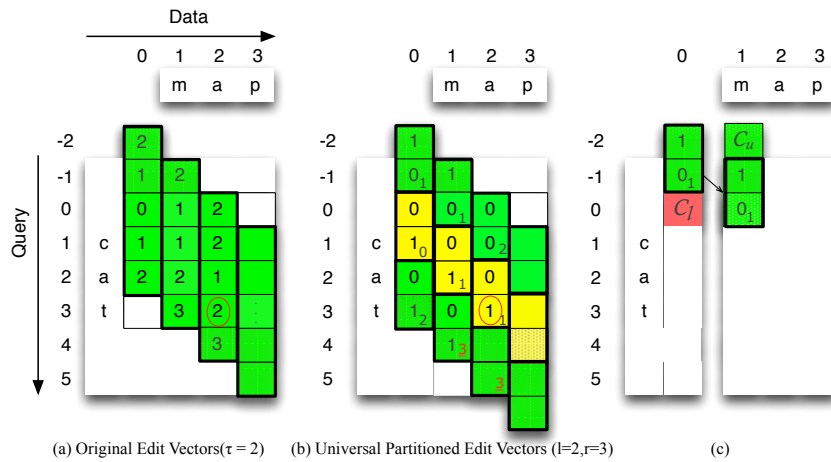 Data
0 1 2 3 0 1 2 3 0 1 2 3
m a p m a p m a p
Query
-2 2 -2 1 -2 1 Cu
-1 1 2 -1 01 1 -1 01 1
0 0 1 2 0 0 01 0 0 Cl 01
1 c 1 1 2 1 c 10 0 02 1 c
2 a 2 2 1 2 a 0 11 0 2 a
3 t 3 2 3 t 12 0 11 3 t
4 3 4 13 4
5 5 3 5
(a) Original Edit Vectors(τ = 2) (b) Universal Partitioned Edit Vectors (l=2,r=3) (c)